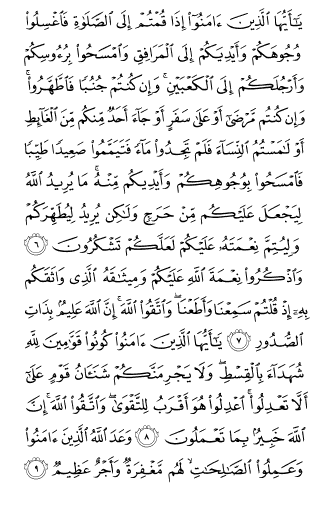 يَٰٓأَيُّهَا ٱلَّذِينَ ءَامَنُوٓا۟ إِذَا قُمْتُمْ إِلَى ٱلصَّلَوٰةِ فَٱغْسِلُوا۟
وُجُوهَكُمْ وَأَيْدِيَكُمْ إِلَى ٱلْمَرَافِقِ وَٱمْسَحُوا۟ بِرُءُوسِكُمْ
وَأَرْجُلَكُمْ إِلَى ٱلْكَعْبَيْنِ ۚ وَإِن كُنتُمْ جُنُبًا فَٱطَّهَّرُوا۟ ۚ
وَإِن كُنتُم مَّرْضَىٰٓ أَوْ عَلَىٰ سَفَرٍ أَوْ جَآءَ أَحَدٌ مِّنكُم مِّنَ ٱلْغَآئِطِ
أَوْ لَٰمَسْتُمُ ٱلنِّسَآءَ فَلَمْ تَجِدُوا۟ مَآءً فَتَيَمَّمُوا۟ صَعِيدًا طَيِّبًا
فَٱمْسَحُوا۟ بِوُجُوهِكُمْ وَأَيْدِيكُم مِّنْهُ ۚ مَا يُرِيدُ ٱللَّهُ
لِيَجْعَلَ عَلَيْكُم مِّنْ حَرَجٍ وَلَٰكِن يُرِيدُ لِيُطَهِّرَكُمْ
وَلِيُتِمَّ نِعْمَتَهُۥ عَلَيْكُمْ لَعَلَّكُمْ تَشْكُرُونَ ٦
وَٱذْكُرُوا۟ نِعْمَةَ ٱللَّهِ عَلَيْكُمْ وَمِيثَٰقَهُ ٱلَّذِى وَاثَقَكُم
بِهِۦٓ إِذْ قُلْتُمْ سَمِعْنَا وَأَطَعْنَا ۖ وَٱتَّقُوا۟ ٱللَّهَ ۚ إِنَّ ٱللَّهَ عَلِيمٌۢ بِذَاتِ
ٱلصُّدُورِ ٧ يَٰٓأَيُّهَا ٱلَّذِينَ ءَامَنُوا۟ كُونُوا۟ قَوَّٰمِينَ لِلَّهِ
شُهَدَآءَ بِٱلْقِسْطِ ۖ وَلَا يَجْرِمَنَّكُمْ شَنَـَٔانُ قَوْمٍ عَلَىٰٓ
أَلَّا تَعْدِلُوا۟ ۚ ٱعْدِلُوا۟ هُوَ أَقْرَبُ لِلتَّقْوَىٰ ۖ وَٱتَّقُوا۟ ٱللَّهَ ۚ إِنَّ
ٱللَّهَ خَبِيرٌۢ بِمَا تَعْمَلُونَ ٨ وَعَدَ ٱللَّهُ ٱلَّذِينَ ءَامَنُوا۟
وَعَمِلُوا۟ ٱلصَّٰلِحَٰتِ ۙ لَهُم مَّغْفِرَةٌ وَأَجْرٌ عَظِيمٌ ٩